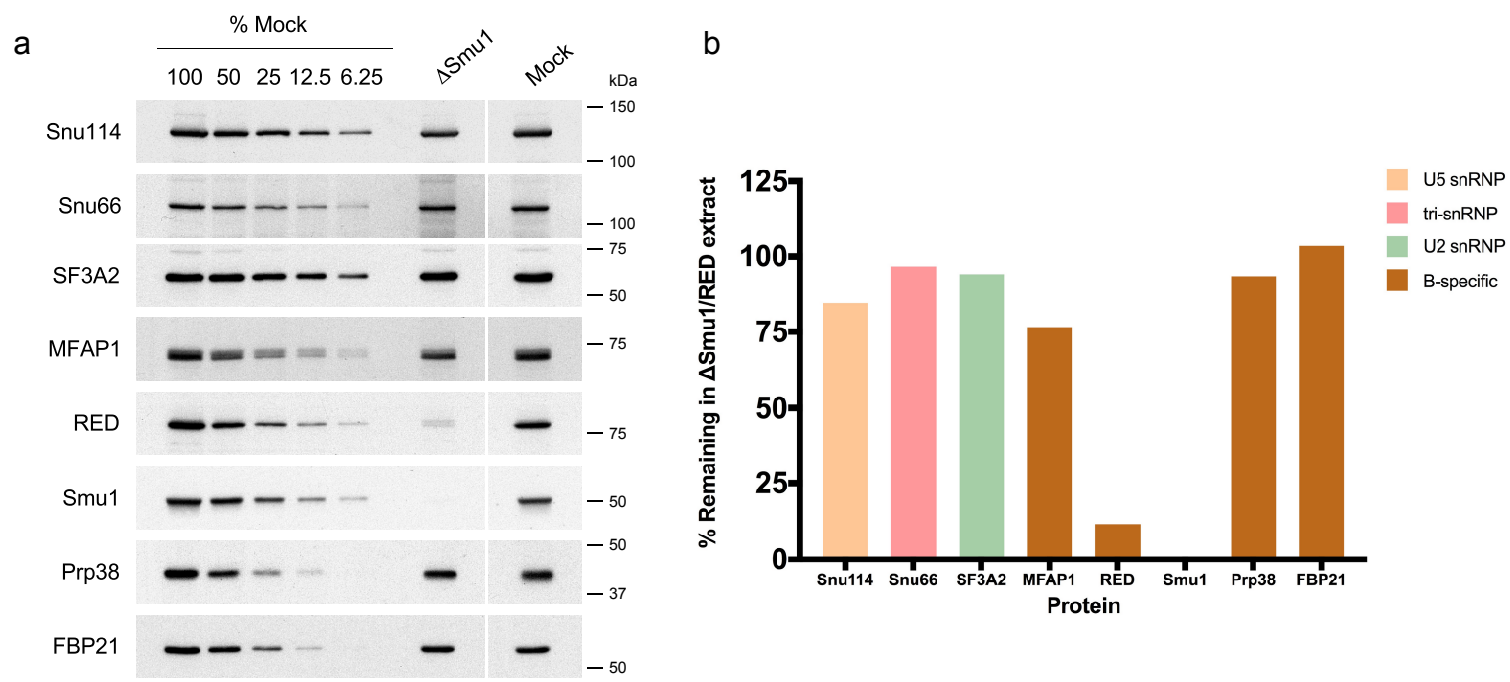 a
% Mock
100 50 25 12.5 6.25 ΔSmu1 Mock
kDa
Snu114
150
100
Snu66
100
SF3A2
75
50
MFAP1
75
RED
75
Smu1
50
Prp38
50
37
FBP21
50
b
% Remaining in ΔSmu1/RED extract
125
100
75
50
25
0
Snu114 Snu66 SF3A2 MFAP1 RED Smu1 Prp38 FBP21
Protein
U5 snRNP
tri-snRNP
U2 snRNP
B-specific